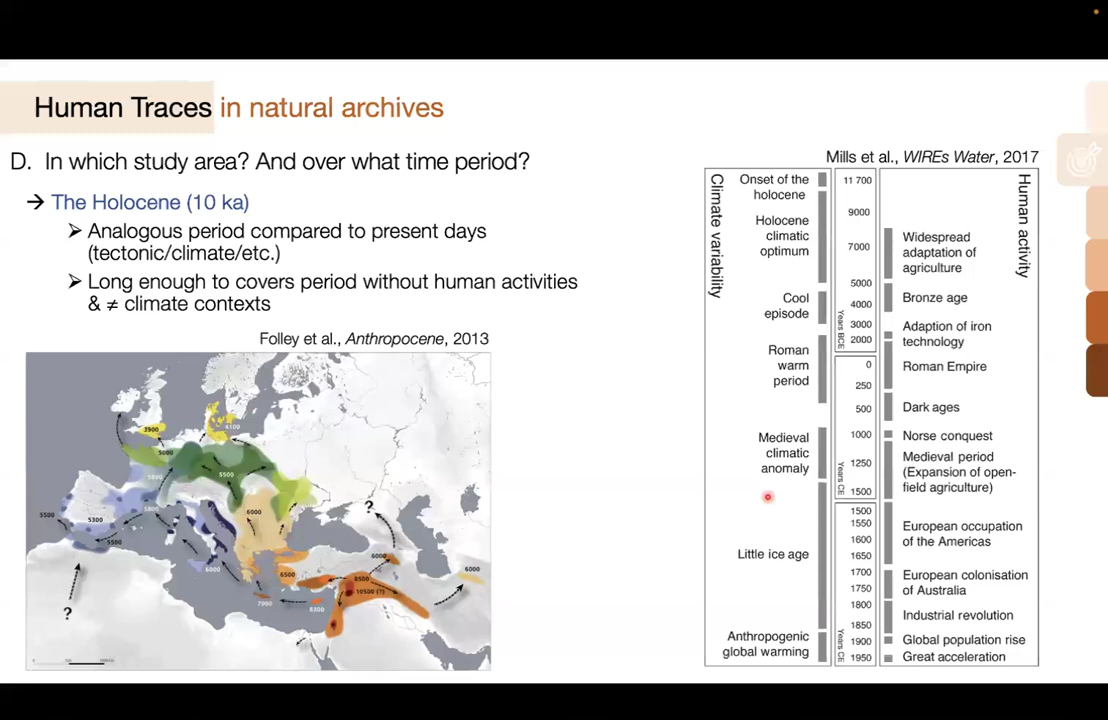 Human Traces in natural archives
D. In which study area? And over what time period?
→ The Holocene (10 ka)
➢ Analogous period compared to present days
(tectonic/climate/etc.)
➢ Long enough to covers period without human activities
& ≠ climate contexts
Folley et al., Anthropocene, 2013
3900
4100
5000
5800
5500
5500
5300
5800
5500
6000
6000
6500
7000
8300
8500
10500 (?)
6000
6000
?
?
Mills et al., WIREs Water, 2017
Climate variability
Onset of the
holocene
Holocene
climatic
optimum
Cool
episode
Roman
warm
period
Medieval
climatic
anomaly
Little ice age
Anthropogenic
global warming
11 700
9000
7000
5000
4000
3000
2000
Years BCE
0
250
500
1000
1250
1500
Years CE
1500
1550
1600
1650
1700
1750
1800
1850
1900
1950
Years CE
Human activity
Widespread
adaptation of
agriculture
Bronze age
Adaption of iron
technology
Roman Empire
Dark ages
Norse conquest
Medieval period
(Expansion of open-
field agriculture)
European occupation
of the Americas
European colonisation
of Australia
Industrial revolution
Global population rise
Great acceleration